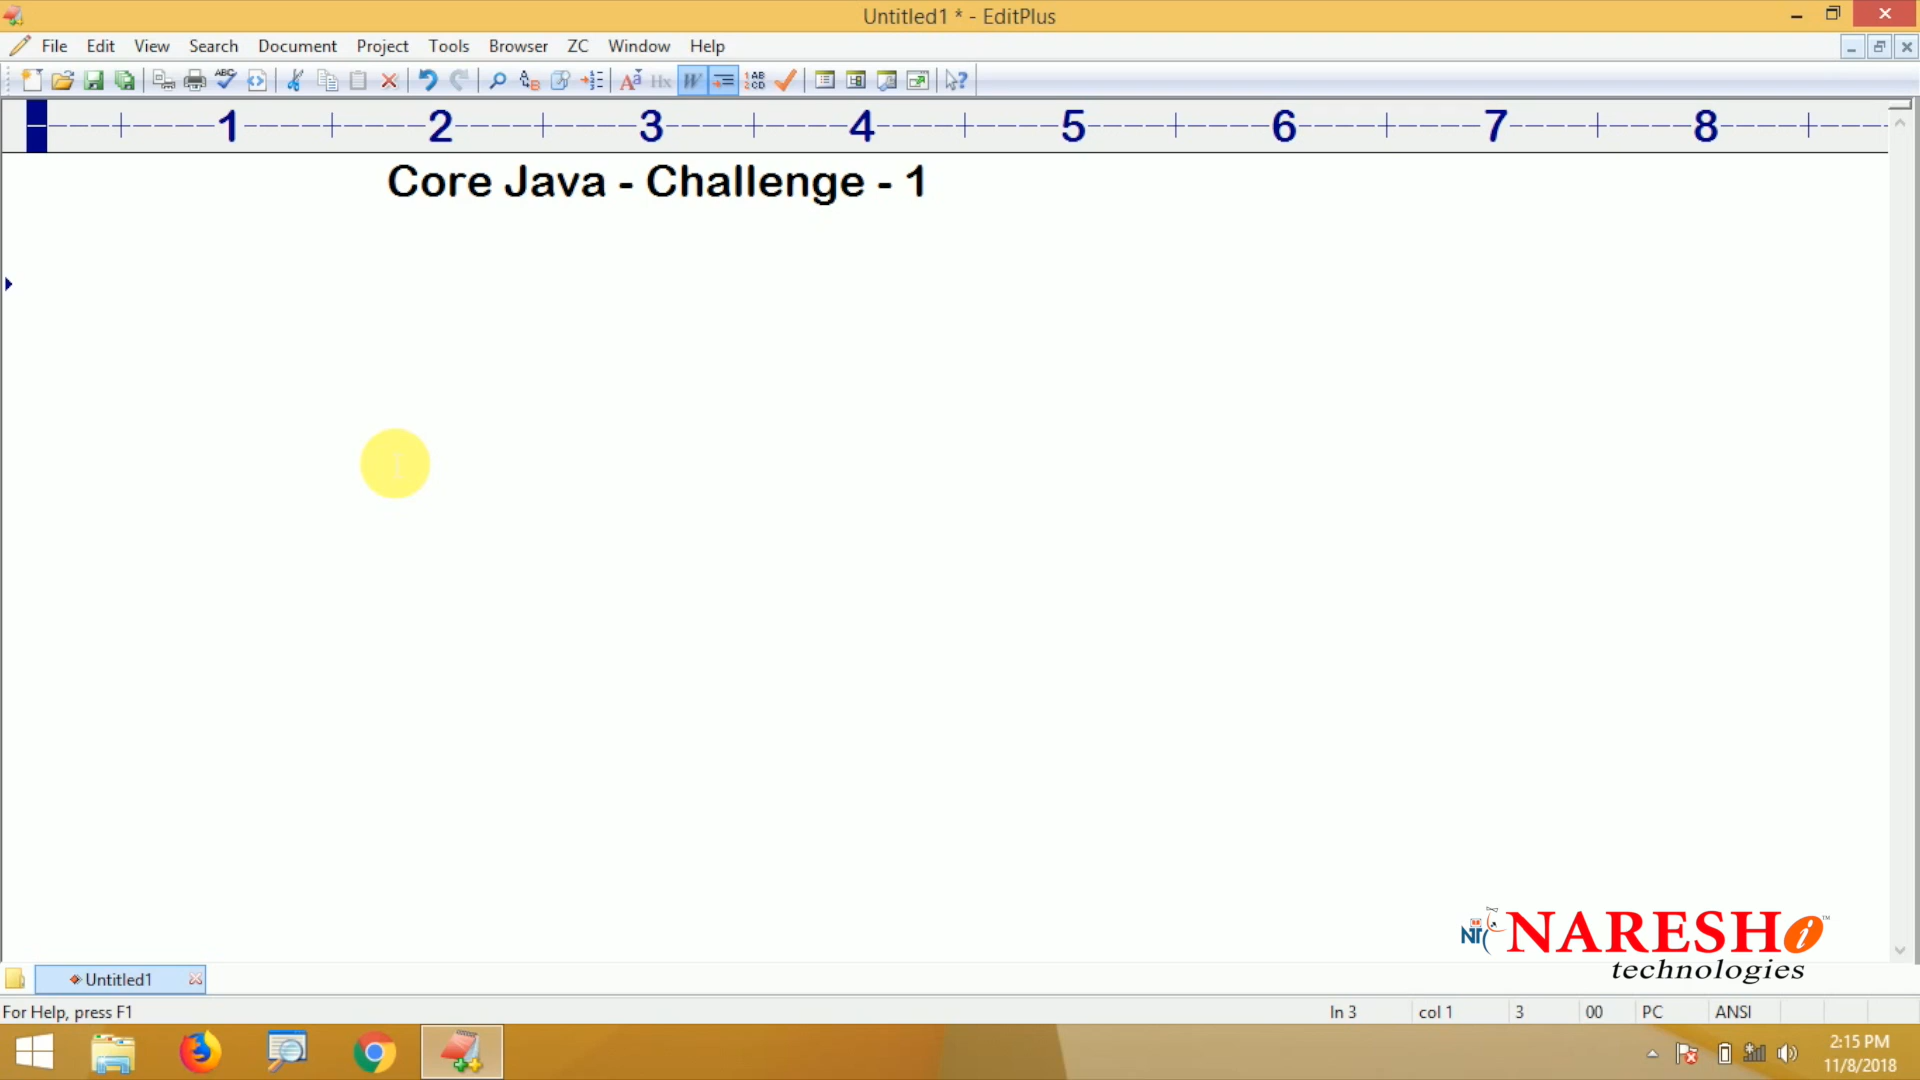 Untitled1 * - EditPlus
File Edit View Search Document Project Tools Browser ZC Window Help
1 2 3 4 5 6 7 8
Core Java - Challenge - 1
NARESHi™
technologies
Untitled1
For Help, press F1
ln 3 col 1 3 00 PC ANSI
2:15 PM
11/8/2018